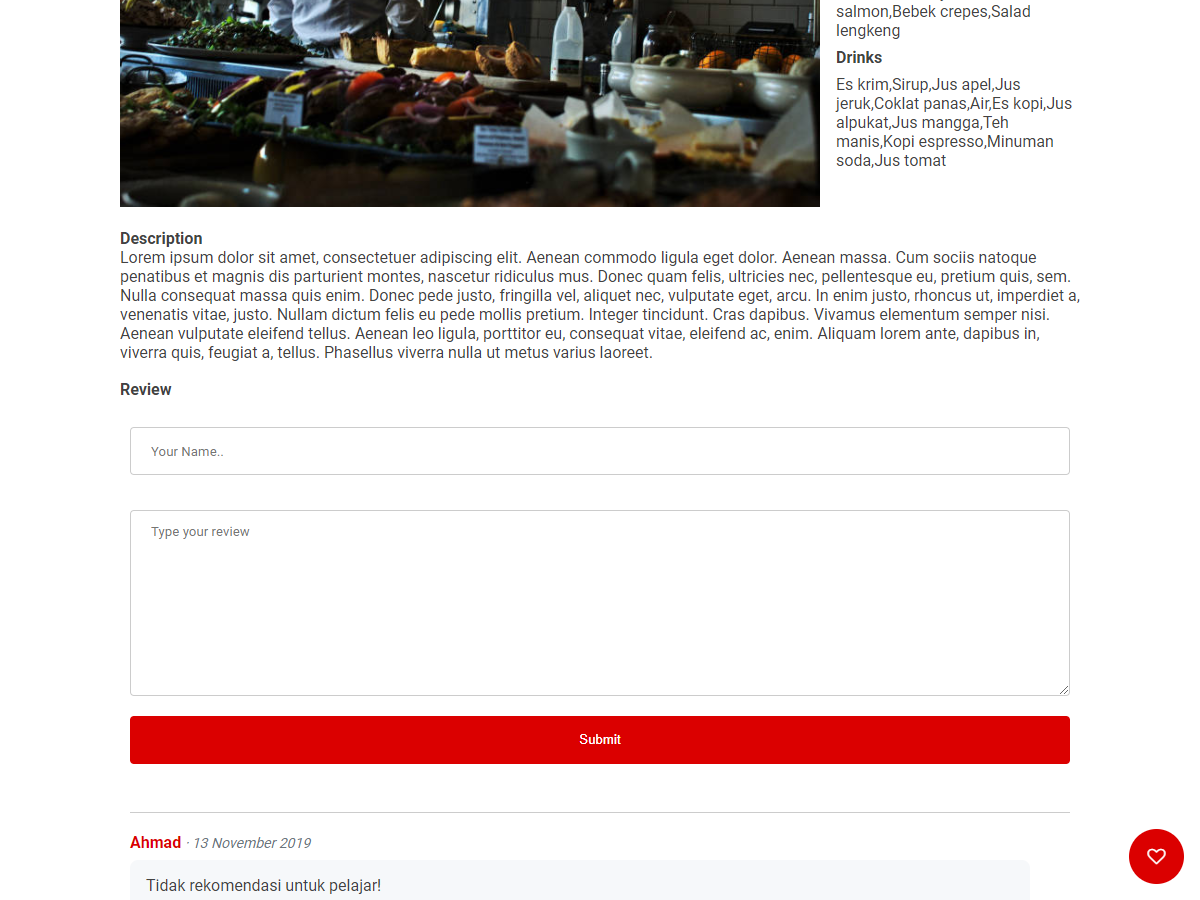 salmon,Bebek crepes,Salad
lengkeng
Drinks
Es krim,Sirup,Jus apel,Jus
jeruk,Coklat panas,Air,Es kopi,Jus
alpukat,Jus mangga,Teh
manis,Kopi espresso,Minuman
soda,Jus tomat
Description
Lorem ipsum dolor sit amet, consectetuer adipiscing elit. Aenean commodo ligula eget dolor. Aenean massa. Cum sociis natoque
penatibus et magnis dis parturient montes, nascetur ridiculus mus. Donec quam felis, ultricies nec, pellentesque eu, pretium quis, sem.
Nulla consequat massa quis enim. Donec pede justo, fringilla vel, aliquet nec, vulputate eget, arcu. In enim justo, rhoncus ut, imperdiet a,
venenatis vitae, justo. Nullam dictum felis eu pede mollis pretium. Integer tincidunt. Cras dapibus. Vivamus elementum semper nisi.
Aenean vulputate eleifend tellus. Aenean leo ligula, porttitor eu, consequat vitae, eleifend ac, enim. Aliquam lorem ante, dapibus in,
viverra quis, feugiat a, tellus. Phasellus viverra nulla ut metus varius laoreet.
Review
Your Name..
Type your review
Submit
Ahmad · 13 November 2019
Tidak rekomendasi untuk pelajar!